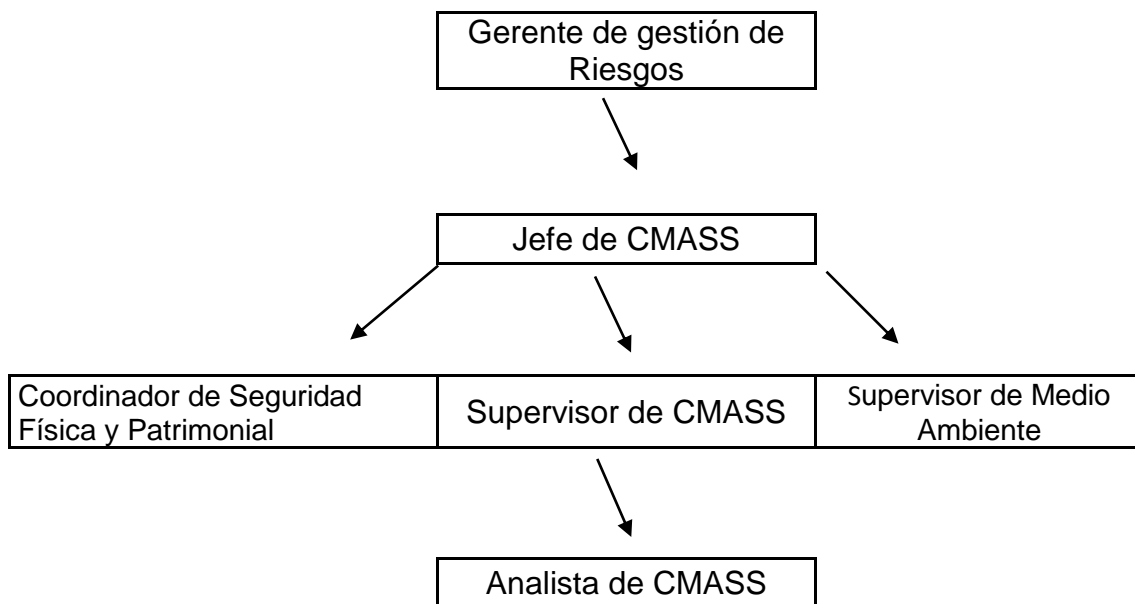 Gerente de gestión de
Riesgos
Jefe de CMASS
Coordinador de Seguridad
Física y Patrimonial
Supervisor de CMASS
Supervisor de Medio
Ambiente
Analista de CMASS